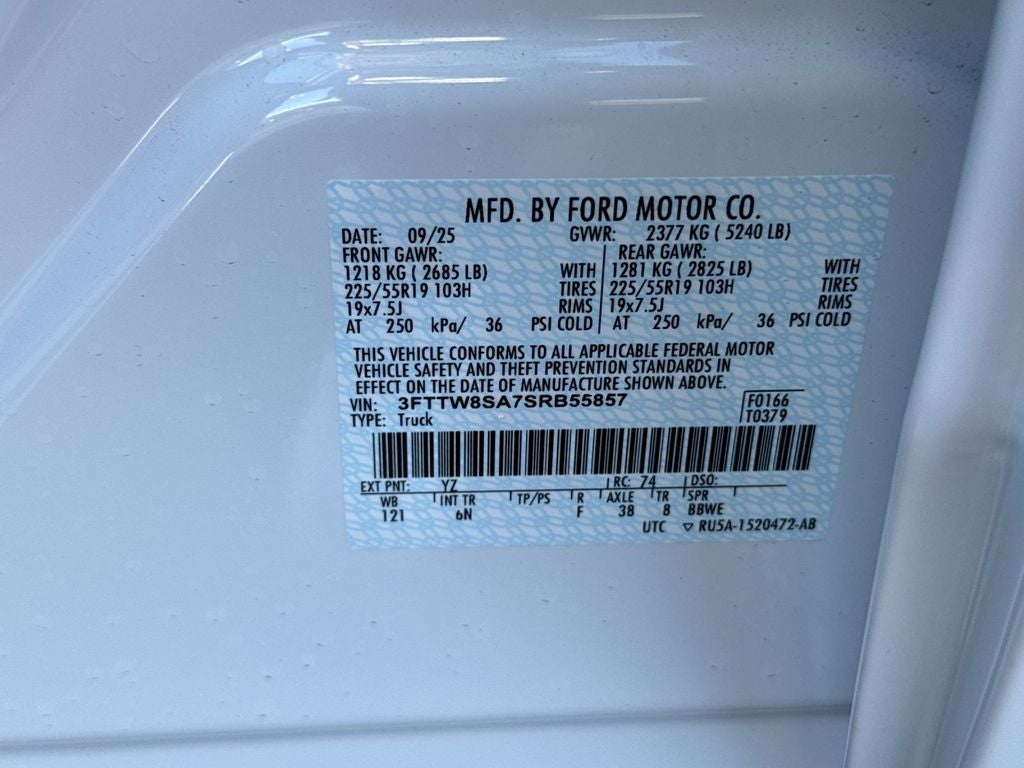 MFD. BY FORD MOTOR CO.
DATE: 09/25 GVWR: 2377 KG ( 5240 LB)
FRONT GAWR: REAR GAWR:
1218 KG ( 2685 LB) WITH 1281 KG ( 2825 LB) WITH
225/55R19 103H TIRES 225/55R19 103H TIRES
19x7.5J RIMS 19x7.5J RIMS
AT 250 kPa/ 36 PSI COLD AT 250 kPa/ 36 PSI COLD
THIS VEHICLE CONFORMS TO ALL APPLICABLE FEDERAL MOTOR
VEHICLE SAFETY AND THEFT PREVENTION STANDARDS IN
EFFECT ON THE DATE OF MANUFACTURE SHOWN ABOVE.
VIN: 3FTTW8SA7SRB55857 F0166
TYPE: Truck T0379
EXT PNT: YZ RC: 74 DSO:
WB INT TR TP/PS R AXLE TR SPR
121 6N F 38 8 BBWE
UTC ▽ RU5A-1520472-AB